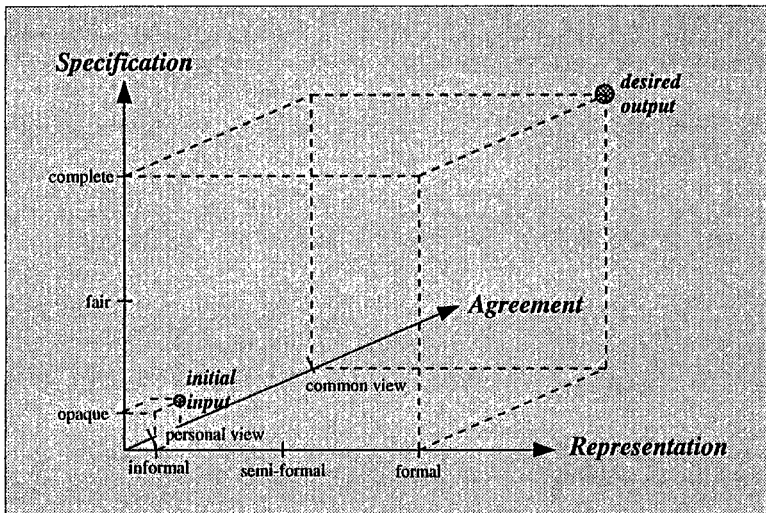 Specification
desired
output
complete
fair
Agreement
initial
input
common view
opaque
personal view
informal
semi-formal
formal
Representation